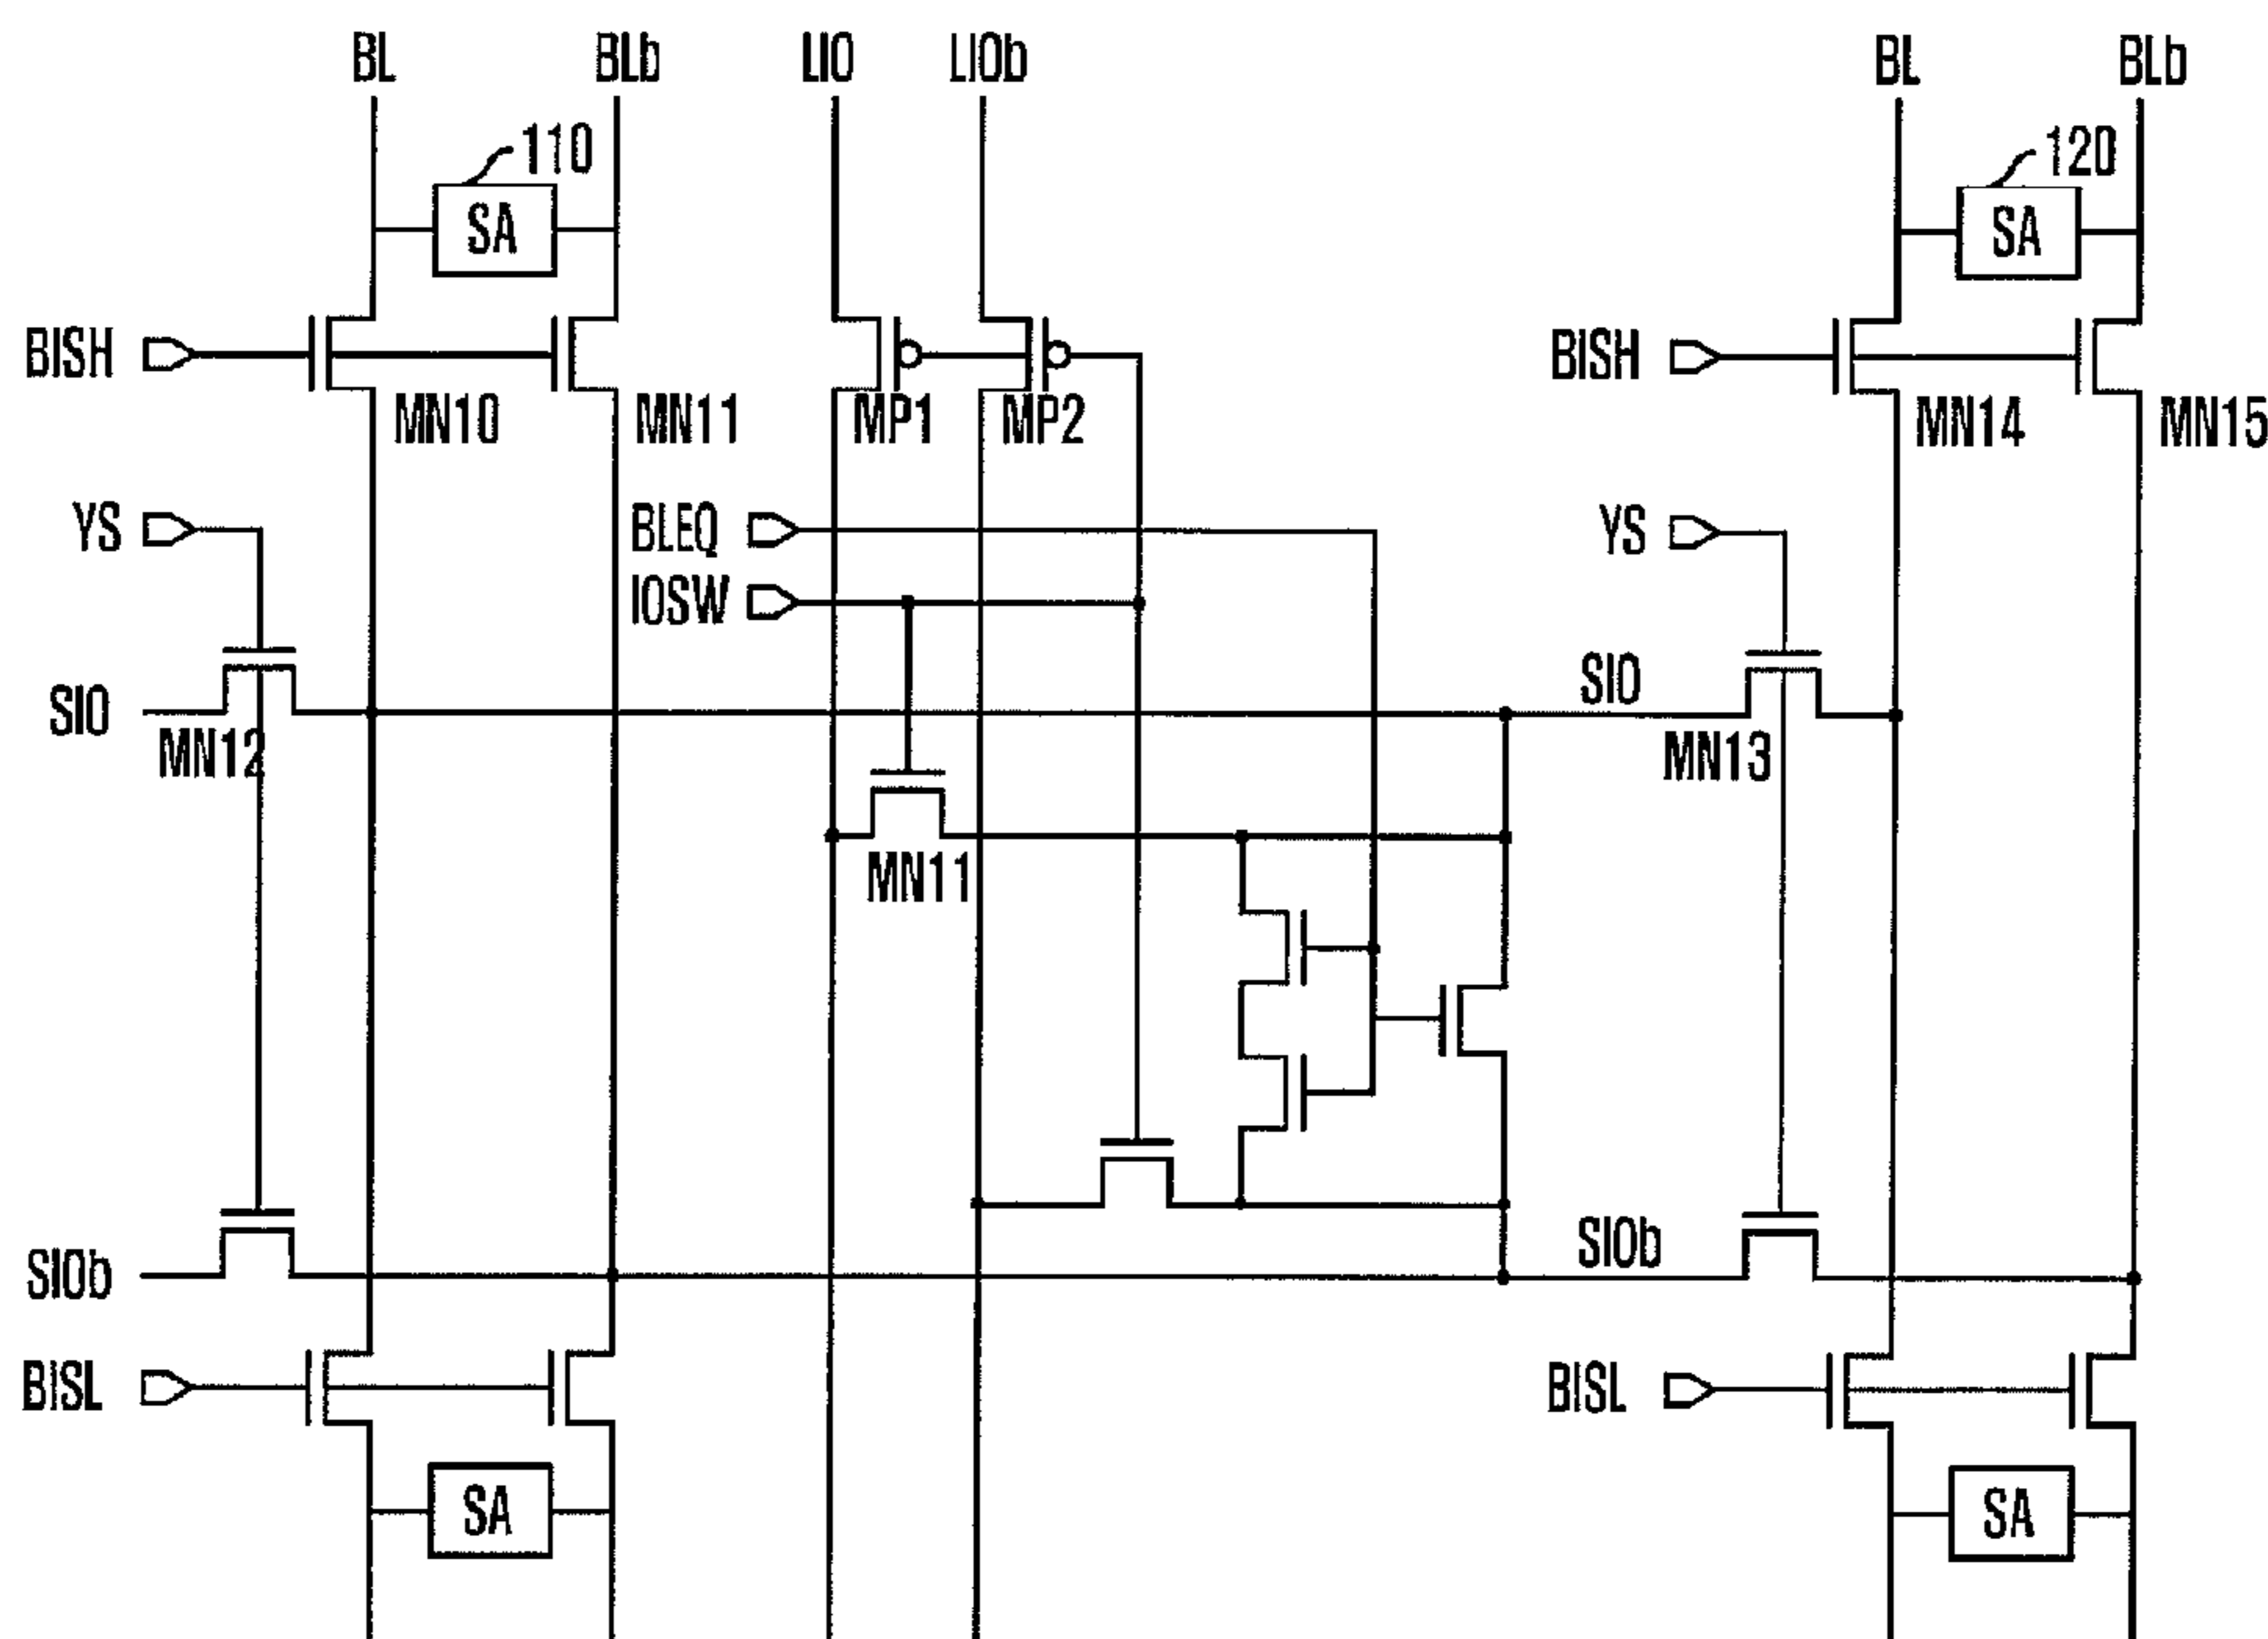 BL BLb LIO LIOb BL BLb
110 120
SA SA
BISH BISH
MN10 MN11 MP1 MP2 MN14 MN15
YS BLEQ YS
IOSW
SIO SIO
MN12 MN13
MN11
SIOb SIOb
BISL BISL
SA SA